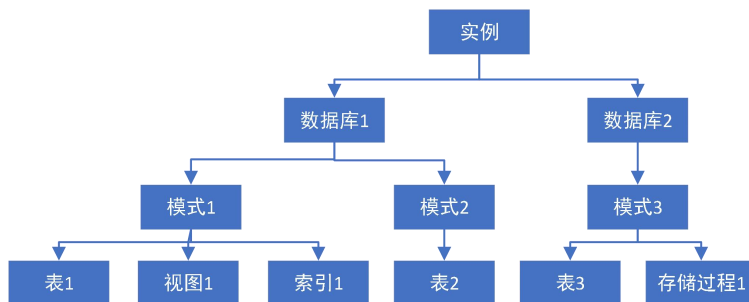 实例
数据库1
数据库2
模式1
模式2
模式3
表1
视图1
索引1
表2
表3
存储过程1